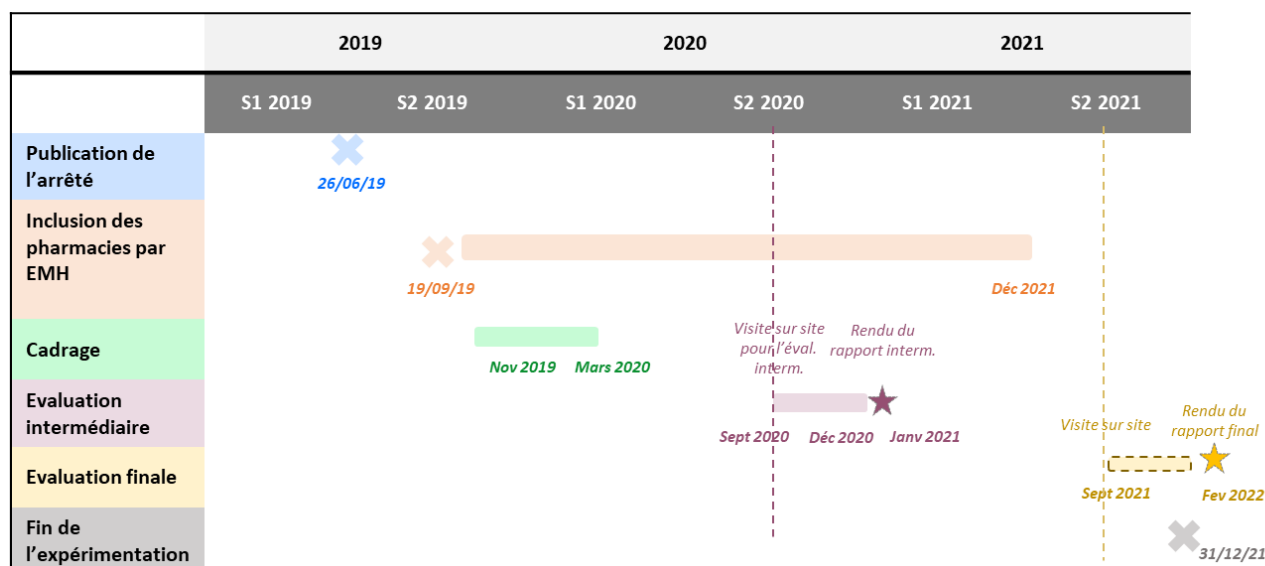 2019 2020 2021
S1 2019 S2 2019 S1 2020 S2 2020 S1 2021 S2 2021
Publication de
l’arrêté
26/06/19
Inclusion des
pharmacies par
EMH
19/09/19
Déc 2021
Cadrage
Nov 2019 Mars 2020
Visite sur site
pour l’éval.
interm.
Rendu du
rapport interm.
Evaluation
intermédiaire
Sept 2020 Déc 2020 Janv 2021
Visite sur site
Rendu du
rapport final
Evaluation finale
Sept 2021 Fev 2022
Fin de
l’expérimentation
31/12/21